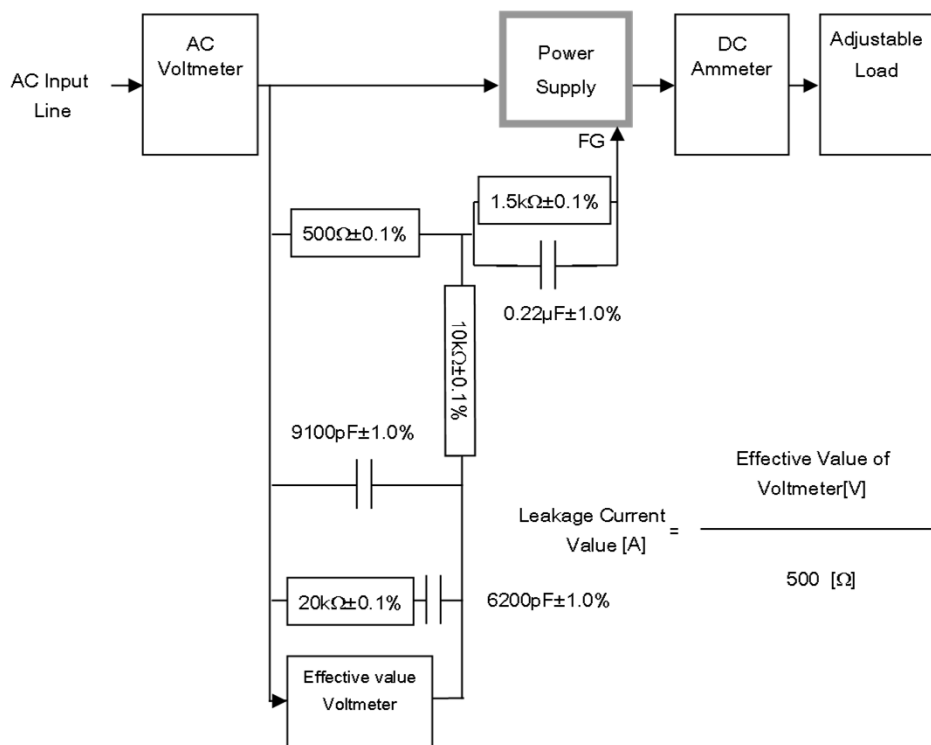 AC
Voltmeter
Power
Supply
DC
Ammeter
Adjustable
Load
AC Input
Line
FG
1.5kΩ±0.1%
500Ω±0.1%
0.22µF±1.0%
10kΩ±0.1%
9100pF±1.0%
Effective Value of
Voltmeter[V]
Leakage Current
Value [A]
=
500 [Ω]
20kΩ±0.1%
6200pF±1.0%
Effective value
Voltmeter